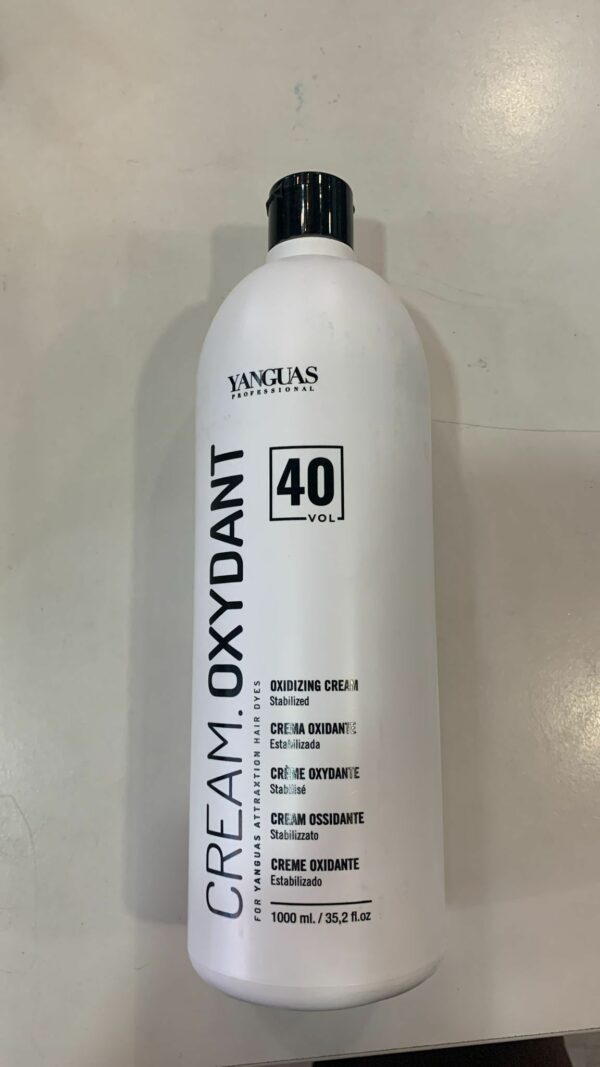 YANGUAS
PROFESSIONAL
40
VOL
CREAM.OXYDANT
FOR YANGUAS ATTRAXTION HAIR DYES
OXIDIZING CREAM
Stabilized
CREMA OXIDANTE
Estabilizada
CRÈME OXYDANTE
Stabilisé
CREAM OSSIDANTE
Stabilizzato
CREME OXIDANTE
Estabilizado
1000 ml. / 35,2 fl.oz